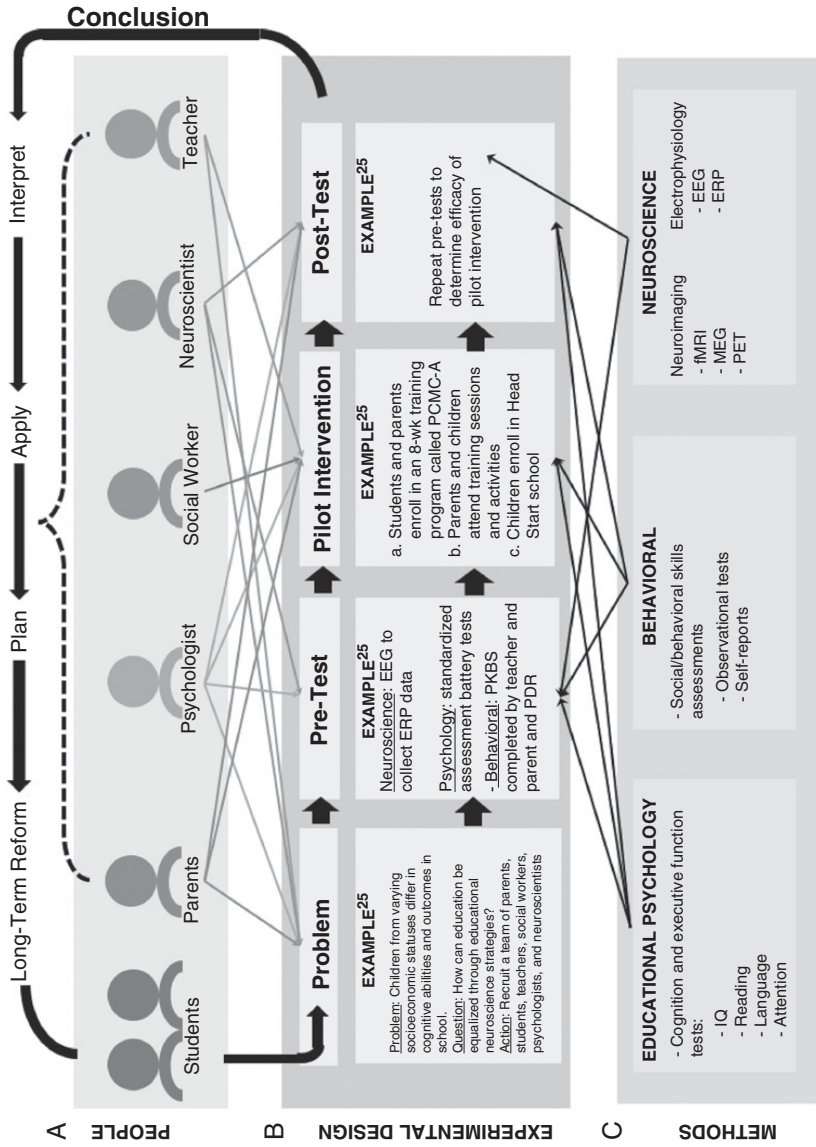 Conclusion
Long-Term Reform
Plan
Apply
Interpret
A
PEOPLE
Students
Parents
Psychologist
Social Worker
Neuroscientist
Teacher
B
EXPERIMENTAL DESIGN
Problem
EXAMPLE25
Problem: Children from varying
socioeconomic statuses differ in
cognitive abilities and outcomes in
school.
Question: How can education be
equalized through educational
neuroscience strategies?
Action: Recruit a team of parents,
students, teachers, social workers,
psychologists, and neuroscientists
Pre-Test
EXAMPLE25
Neuroscience: EEG to
collect ERP data
Psychology: standardized
assessment battery tests
- Behavioral: PKBS
completed by teacher and
parent and PDR
Pilot Intervention
EXAMPLE25
a. Students and parents
enroll in an 8-wk training
program called PCMC-A
b. Parents and children
attend training sessions
and activities
c. Children enroll in Head
Start school
Post-Test
EXAMPLE25
Repeat pre-tests to
determine efficacy of
pilot intervention
C
METHODS
EDUCATIONAL PSYCHOLOGY
- Cognition and executive function
tests:
- IQ
- Reading
- Language
- Attention
BEHAVIORAL
- Social/behavioral skills
assessments
- Observational tests
- Self-reports
NEUROSCIENCE
Neuroimaging
- fMRI
- MEG
- PET
Electrophysiology
- EEG
- ERP